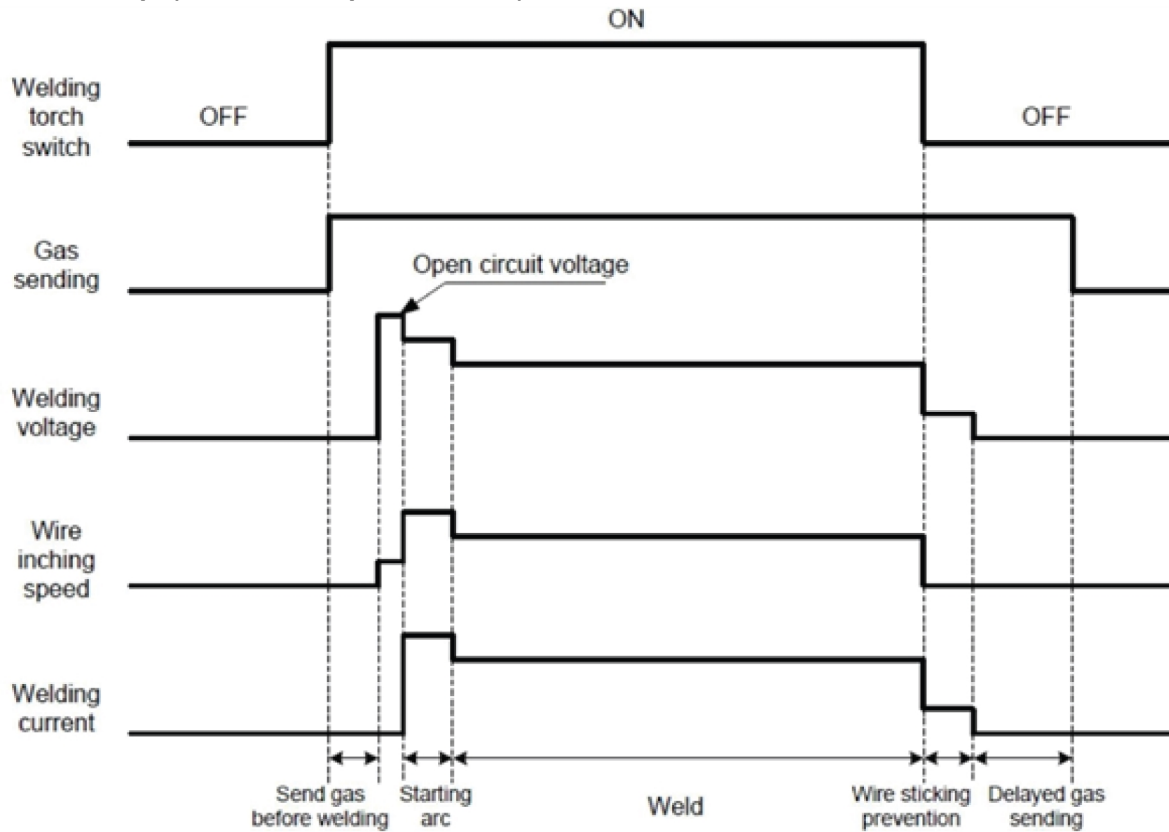 ON
Welding
torch
switch
OFF
OFF
Gas
sending
Open circuit voltage
Welding
voltage
Wire
inching
speed
Welding
current
Send gas
before welding
Starting
arc
Weld
Wire sticking
prevention
Delayed gas
sending